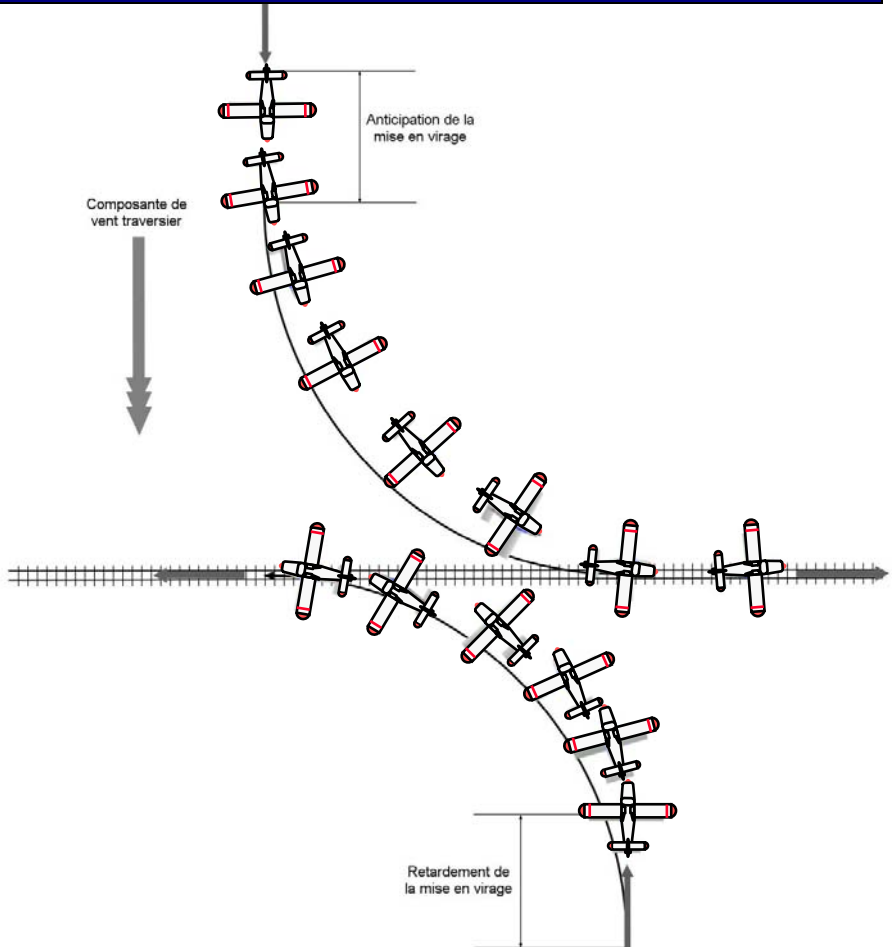 Anticipation de la
mise en virage
Composante de
vent traversier
Retardement de
la mise en virage